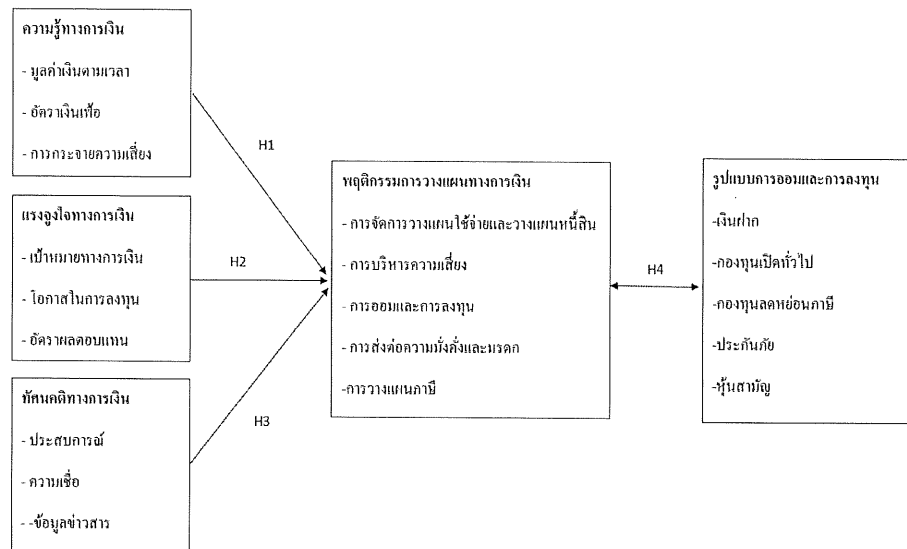 ความรู้ทางการเงิน
- มูลค่าเงินตามเวลา
- อัตราเงินเฟ้อ
- การกระจายความเสี่ยง
H1
แรงจูงใจทางการเงิน
- เป้าหมายทางการเงิน
- โอกาสในการลงทุน
- อัตราผลตอบแทน
H2
ทัศนคติทางการเงิน
- ประสบการณ์
- ความเชื่อ
- -ข้อมูลข่าวสาร
H3
พฤติกรรมการวางแผนทางการเงิน
- การจัดการวางแผนใช้จ่ายและวางแผนหนี้สิน
- การบริหารความเสี่ยง
- การออมและการลงทุน
- การส่งต่อความมั่งคั่งและมรดก
-การวางแผนภาษี
H4
รูปแบบการออมและการลงทุน
-เงินฝาก
-กองทุนเปิดทั่วไป
-กองทุนลดหย่อนภาษี
-ประกันภัย
-หุ้นสามัญ